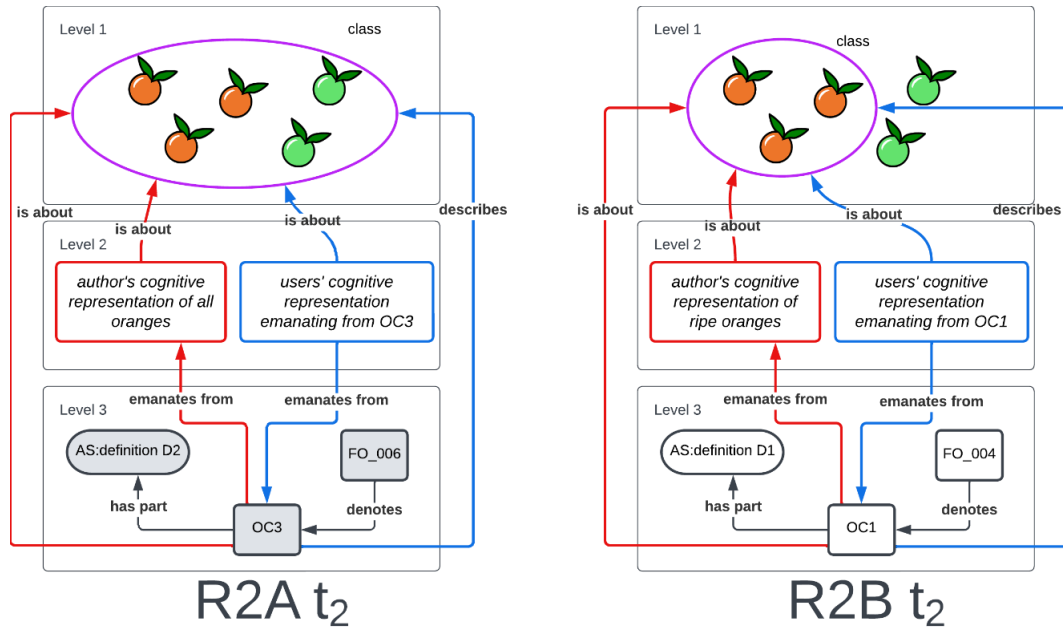 Level 1
class
is about
is about
is about
describes
Level 2
author's cognitive
representation of all
oranges
users' cognitive
representation
emanating from OC3
emanates from
emanates from
Level 3
AS:definition D2
FO_006
has part
denotes
OC3
R2A t2
Level 1
class
is about
is about
is about
describes
Level 2
author's cognitive
representation of
ripe oranges
users' cognitive
representation
emanating from OC1
emanates from
emanates from
Level 3
AS:definition D1
FO_004
has part
denotes
OC1
R2B t2